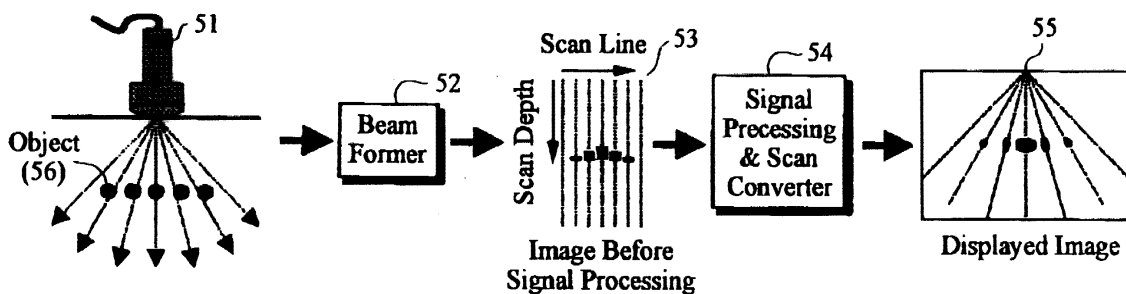 51
Object
(56)
52
Beam
Former
Scan Line
53
Scan Depth
Image Before
Signal Processing
54
Signal
Precessing
& Scan
Converter
55
Displayed Image